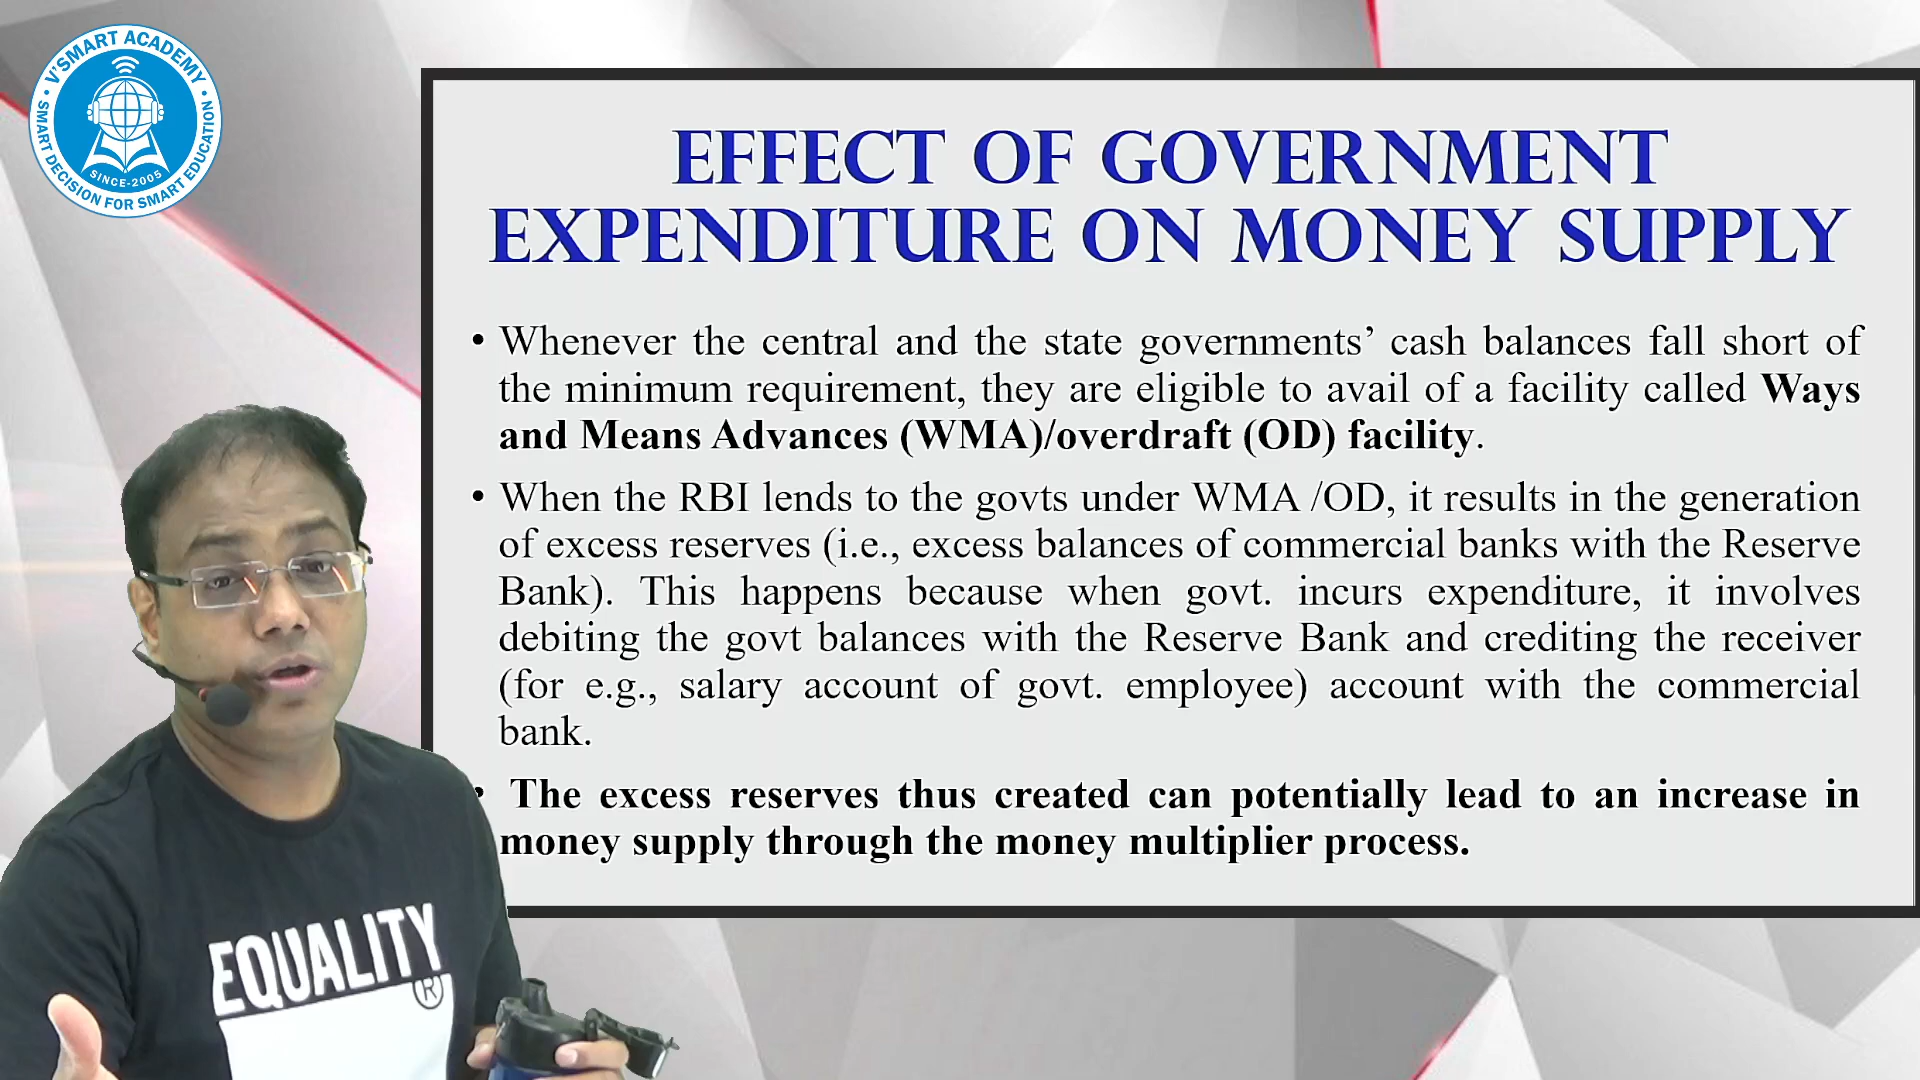 V'SMART ACADEMY
SINCE-2005
SMART DECISION FOR SMART EDUCATION
EFFECT OF GOVERNMENT
EXPENDITURE ON MONEY SUPPLY
• Whenever the central and the state governments’ cash balances fall short of
the minimum requirement, they are eligible to avail of a facility called Ways
and Means Advances (WMA)/overdraft (OD) facility.
• When the RBI lends to the govts under WMA /OD, it results in the generation
of excess reserves (i.e., excess balances of commercial banks with the Reserve
Bank). This happens because when govt. incurs expenditure, it involves
debiting the govt balances with the Reserve Bank and crediting the receiver
(for e.g., salary account of govt. employee) account with the commercial
bank.
• The excess reserves thus created can potentially lead to an increase in
money supply through the money multiplier process.
EQUALITY
®